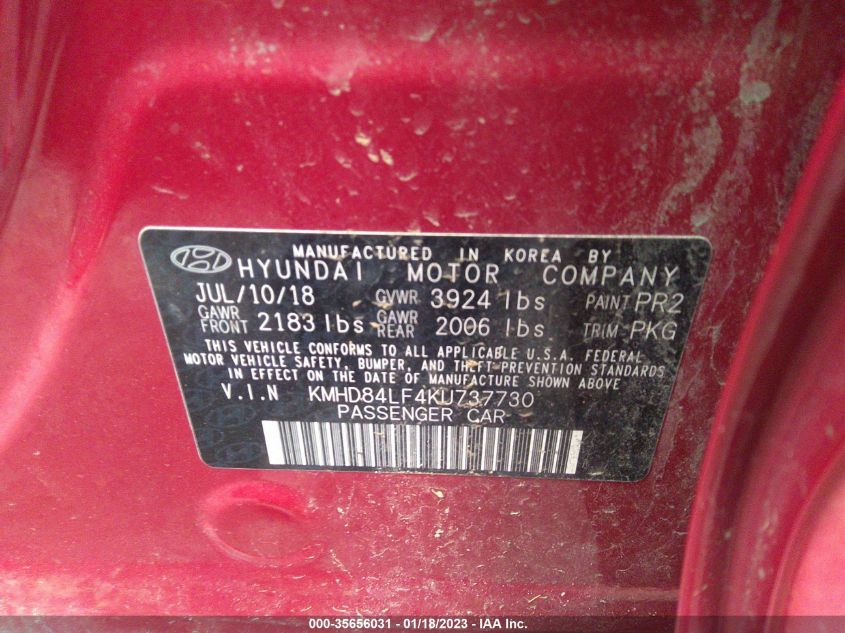 MANUFACTURED IN KOREA BY
HYUNDAI MOTOR COMPANY
JUL/10/18 GVWR 3924 lbs PAINT PR2
GAWR FRONT 2183 lbs GAWR REAR 2006 lbs TRIM PKG
THIS VEHICLE CONFORMS TO ALL APPLICABLE U.S.A. FEDERAL
MOTOR VEHICLE SAFETY, BUMPER, AND THEFT PREVENTION STANDARDS
IN EFFECT ON THE DATE OF MANUFACTURE SHOWN ABOVE
V.I.N KMHD84LF4KU737730
PASSENGER CAR
000-35656031 - 01/18/2023 - IAA Inc.